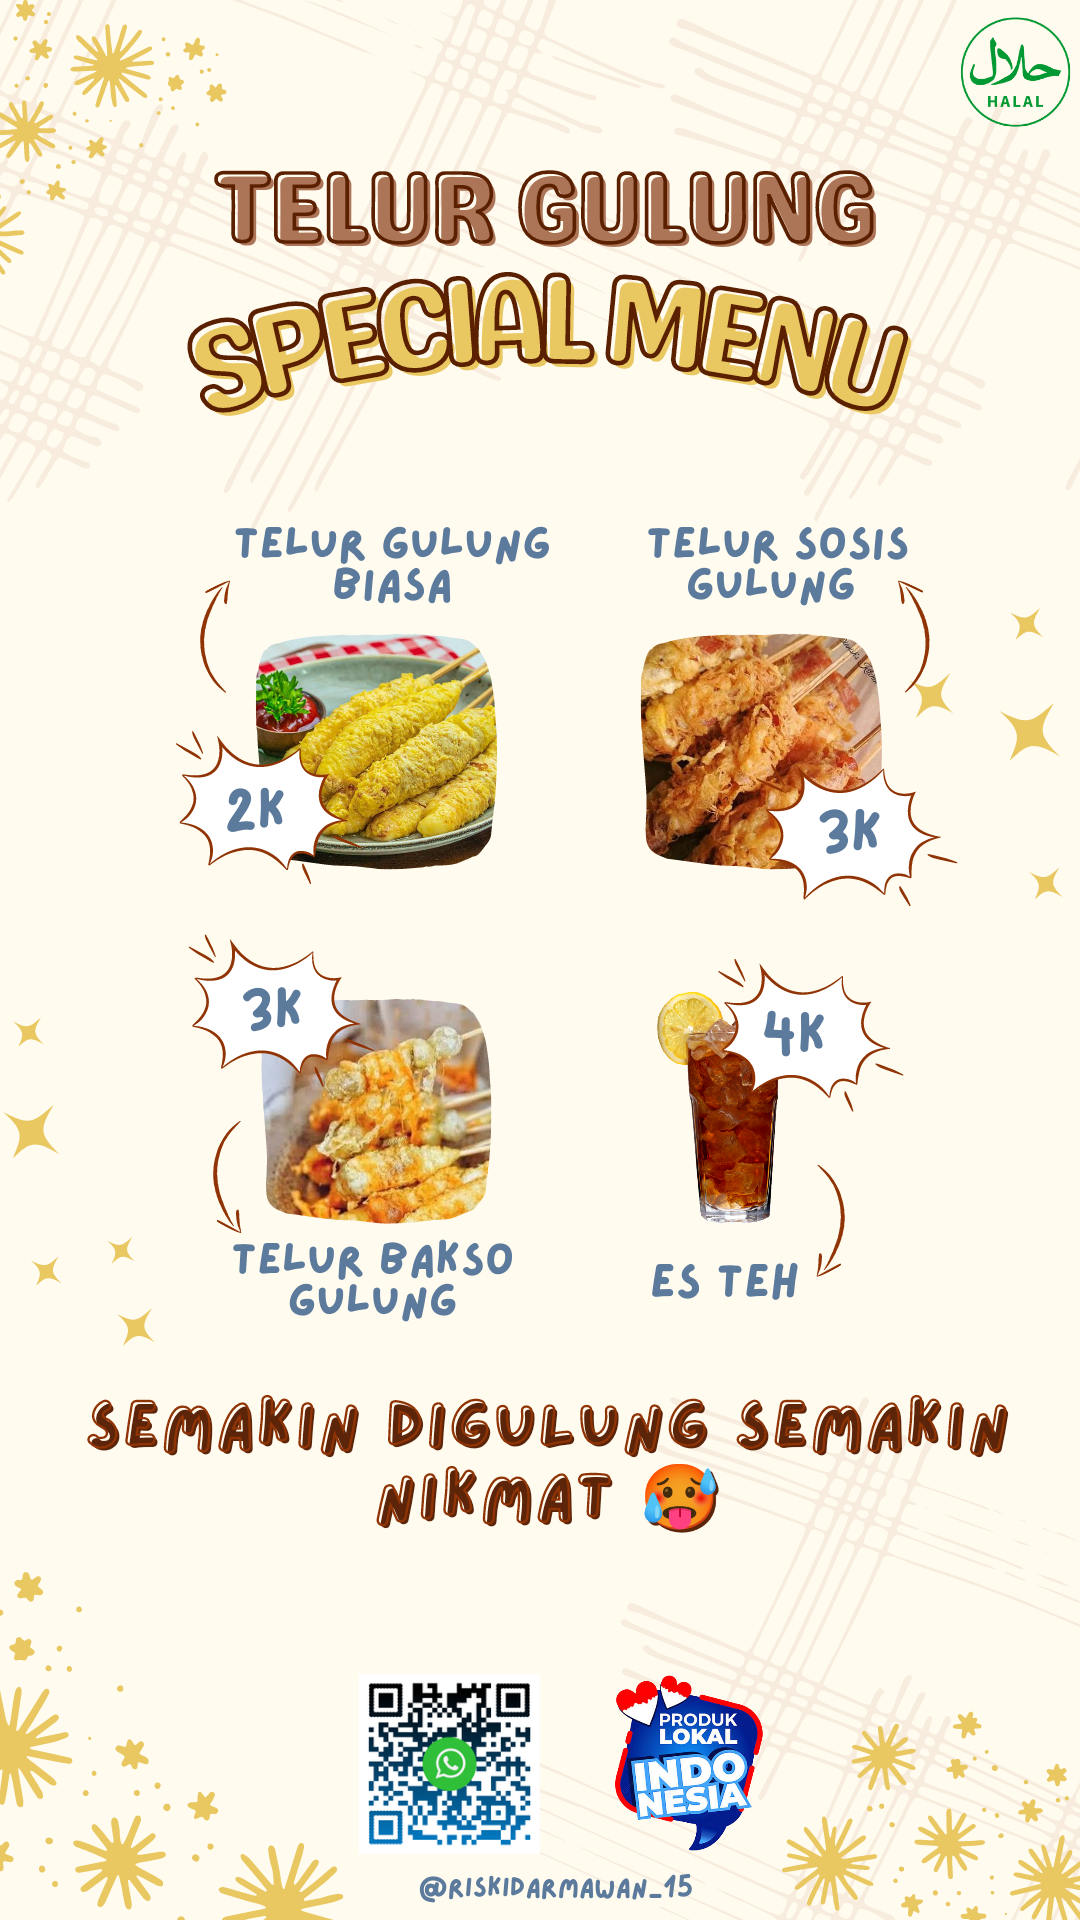 حلال
HALAL
TELUR GULUNG
SPECIAL MENU
TELUR GULUNG
BIASA
TELUR SOSIS
GULUNG
2K
3K
3K
4K
TELUR BAKSO
GULUNG
ES TEH
SEMAKIN DIGULUNG SEMAKIN
NIKMAT 🥵
PRODUK
LOKAL
INDO
NESIA
@RISKIDARMAWAN_15